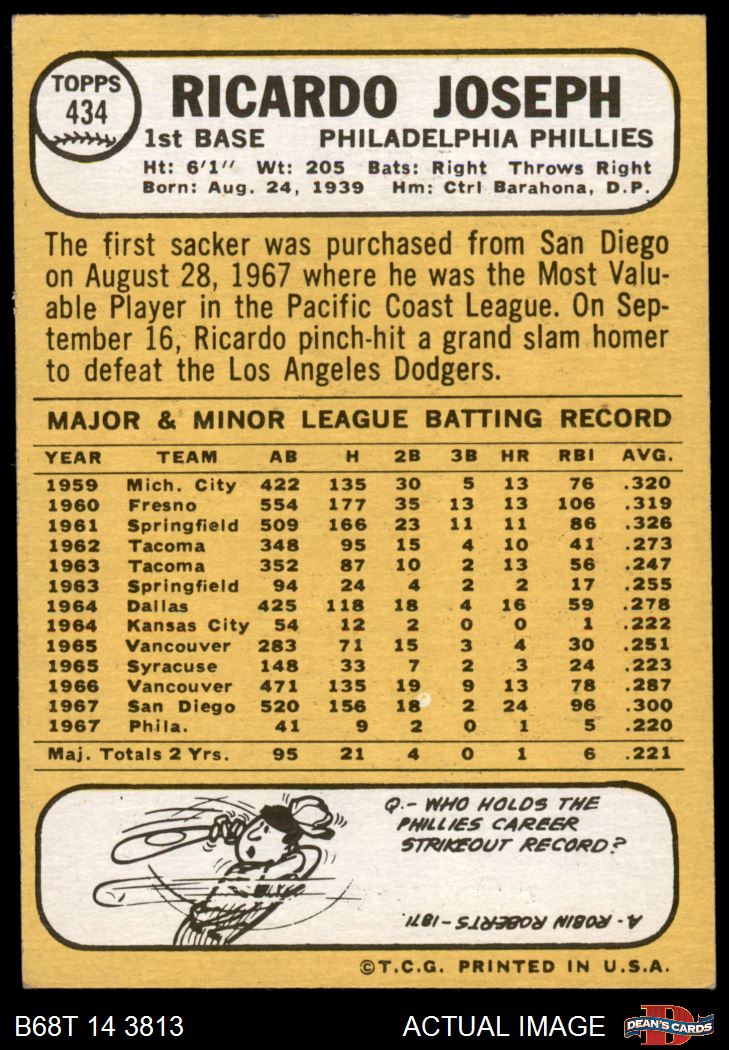 TOPPS
434
RICARDO JOSEPH
1st BASE PHILADELPHIA PHILLIES
Ht: 6'1" Wt: 205 Bats: Right Throws Right
Born: Aug. 24, 1939 Hm: Ctrl Barahona, D.P.
The first sacker was purchased from San Diego
on August 28, 1967 where he was the Most Valu-
able Player in the Pacific Coast League. On Sep-
tember 16, Ricardo pinch-hit a grand slam homer
to defeat the Los Angeles Dodgers.
MAJOR & MINOR LEAGUE BATTING RECORD
YEAR TEAM AB H 2B 3B HR RBI AVG.
1959 Mich. City 422 135 30 5 13 76 .320
1960 Fresno 554 177 35 13 13 106 .319
1961 Springfield 509 166 23 11 11 86 .326
1962 Tacoma 348 95 15 4 10 41 .273
1963 Tacoma 352 87 10 2 13 56 .247
1963 Springfield 94 24 4 2 2 17 .255
1964 Dallas 425 118 18 4 16 59 .278
1964 Kansas City 54 12 2 0 0 1 .222
1965 Vancouver 283 71 15 3 4 30 .251
1965 Syracuse 148 33 7 2 3 24 .223
1966 Vancouver 471 135 19 9 13 78 .287
1967 San Diego 520 156 18 2 24 96 .300
1967 Phila. 41 9 2 0 1 5 .220
Maj. Totals 2 Yrs. 95 21 4 0 1 6 .221
Q.- WHO HOLDS THE
PHILLIES CAREER
STRIKEOUT RECORD?
A- ROBIN ROBERTS-1871.
©T.C.G. PRINTED IN U.S.A.
B68T 14 3813 ACTUAL IMAGE DEAN'S CARDS